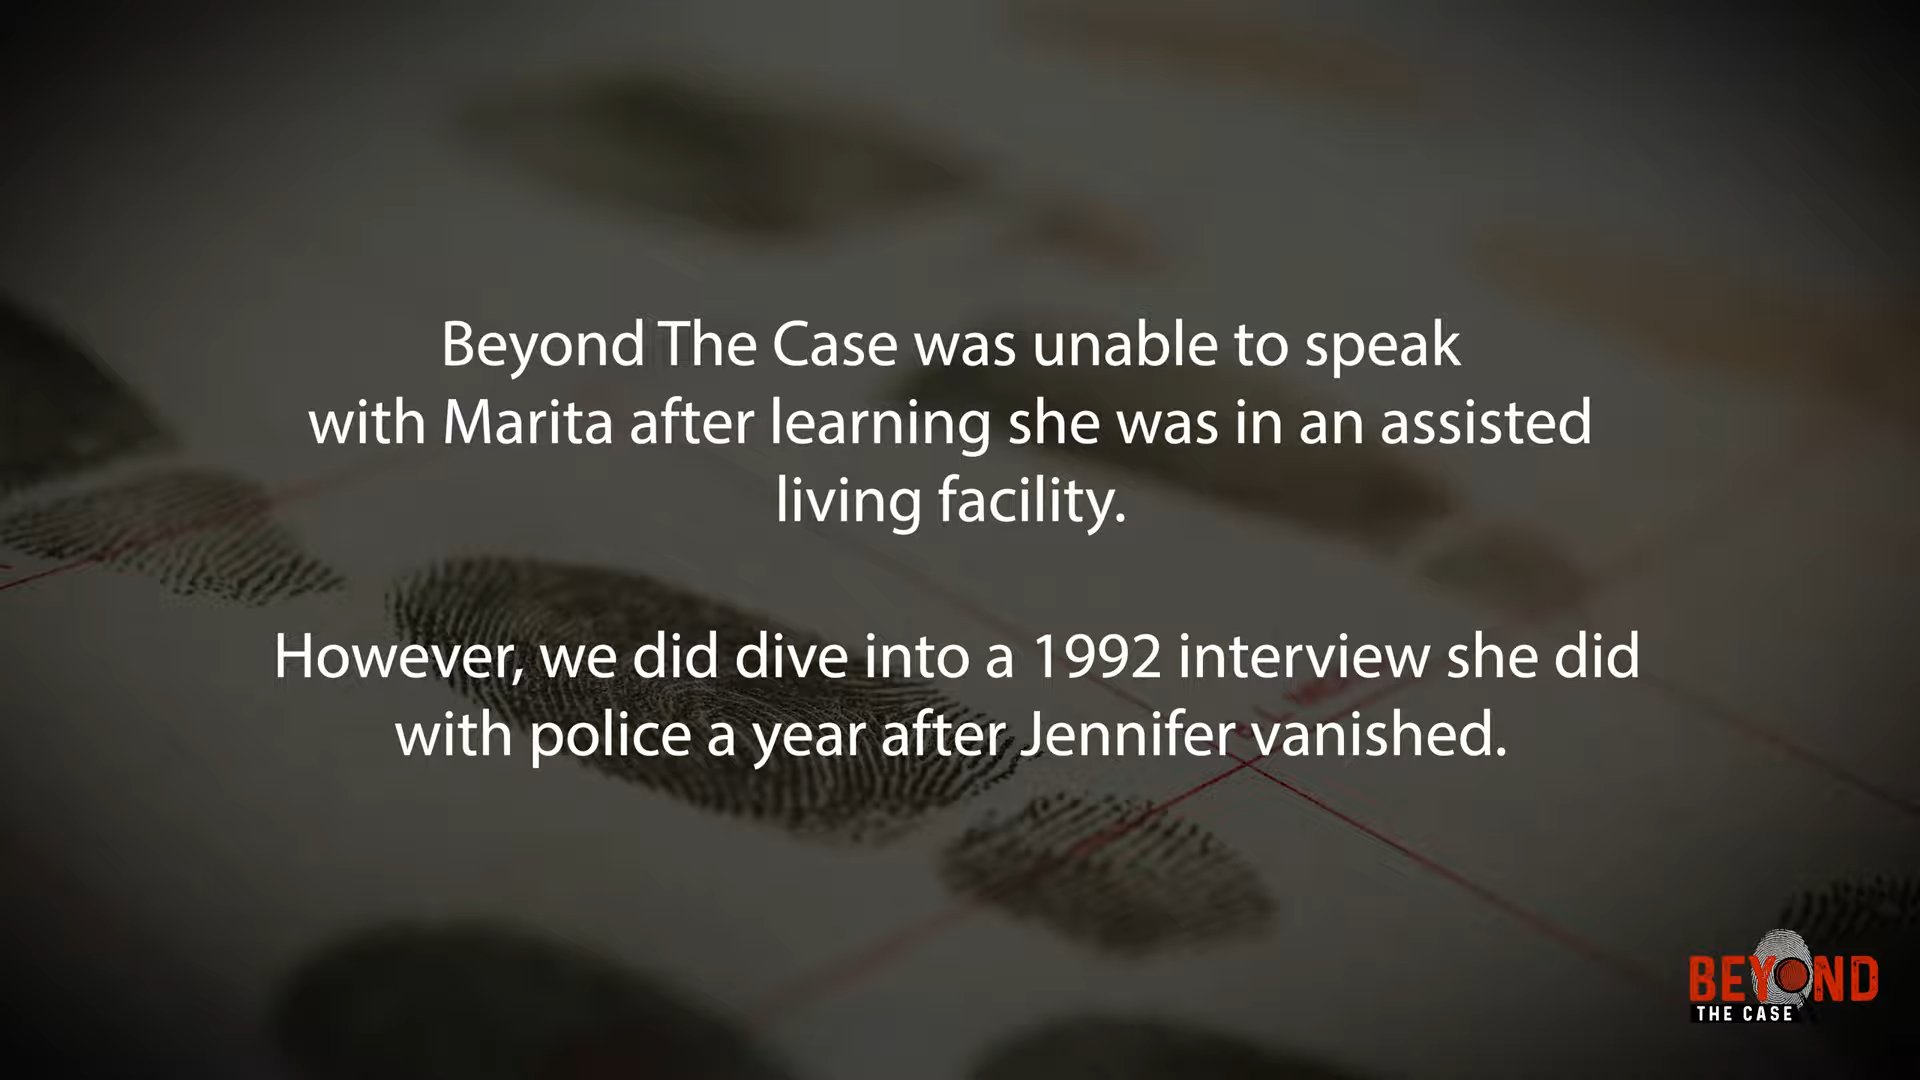 Beyond The Case was unable to speak
with Marita after learning she was in an assisted
living facility.
However, we did dive into a 1992 interview she did
with police a year after Jennifer vanished.
BEYOND
THE CASE